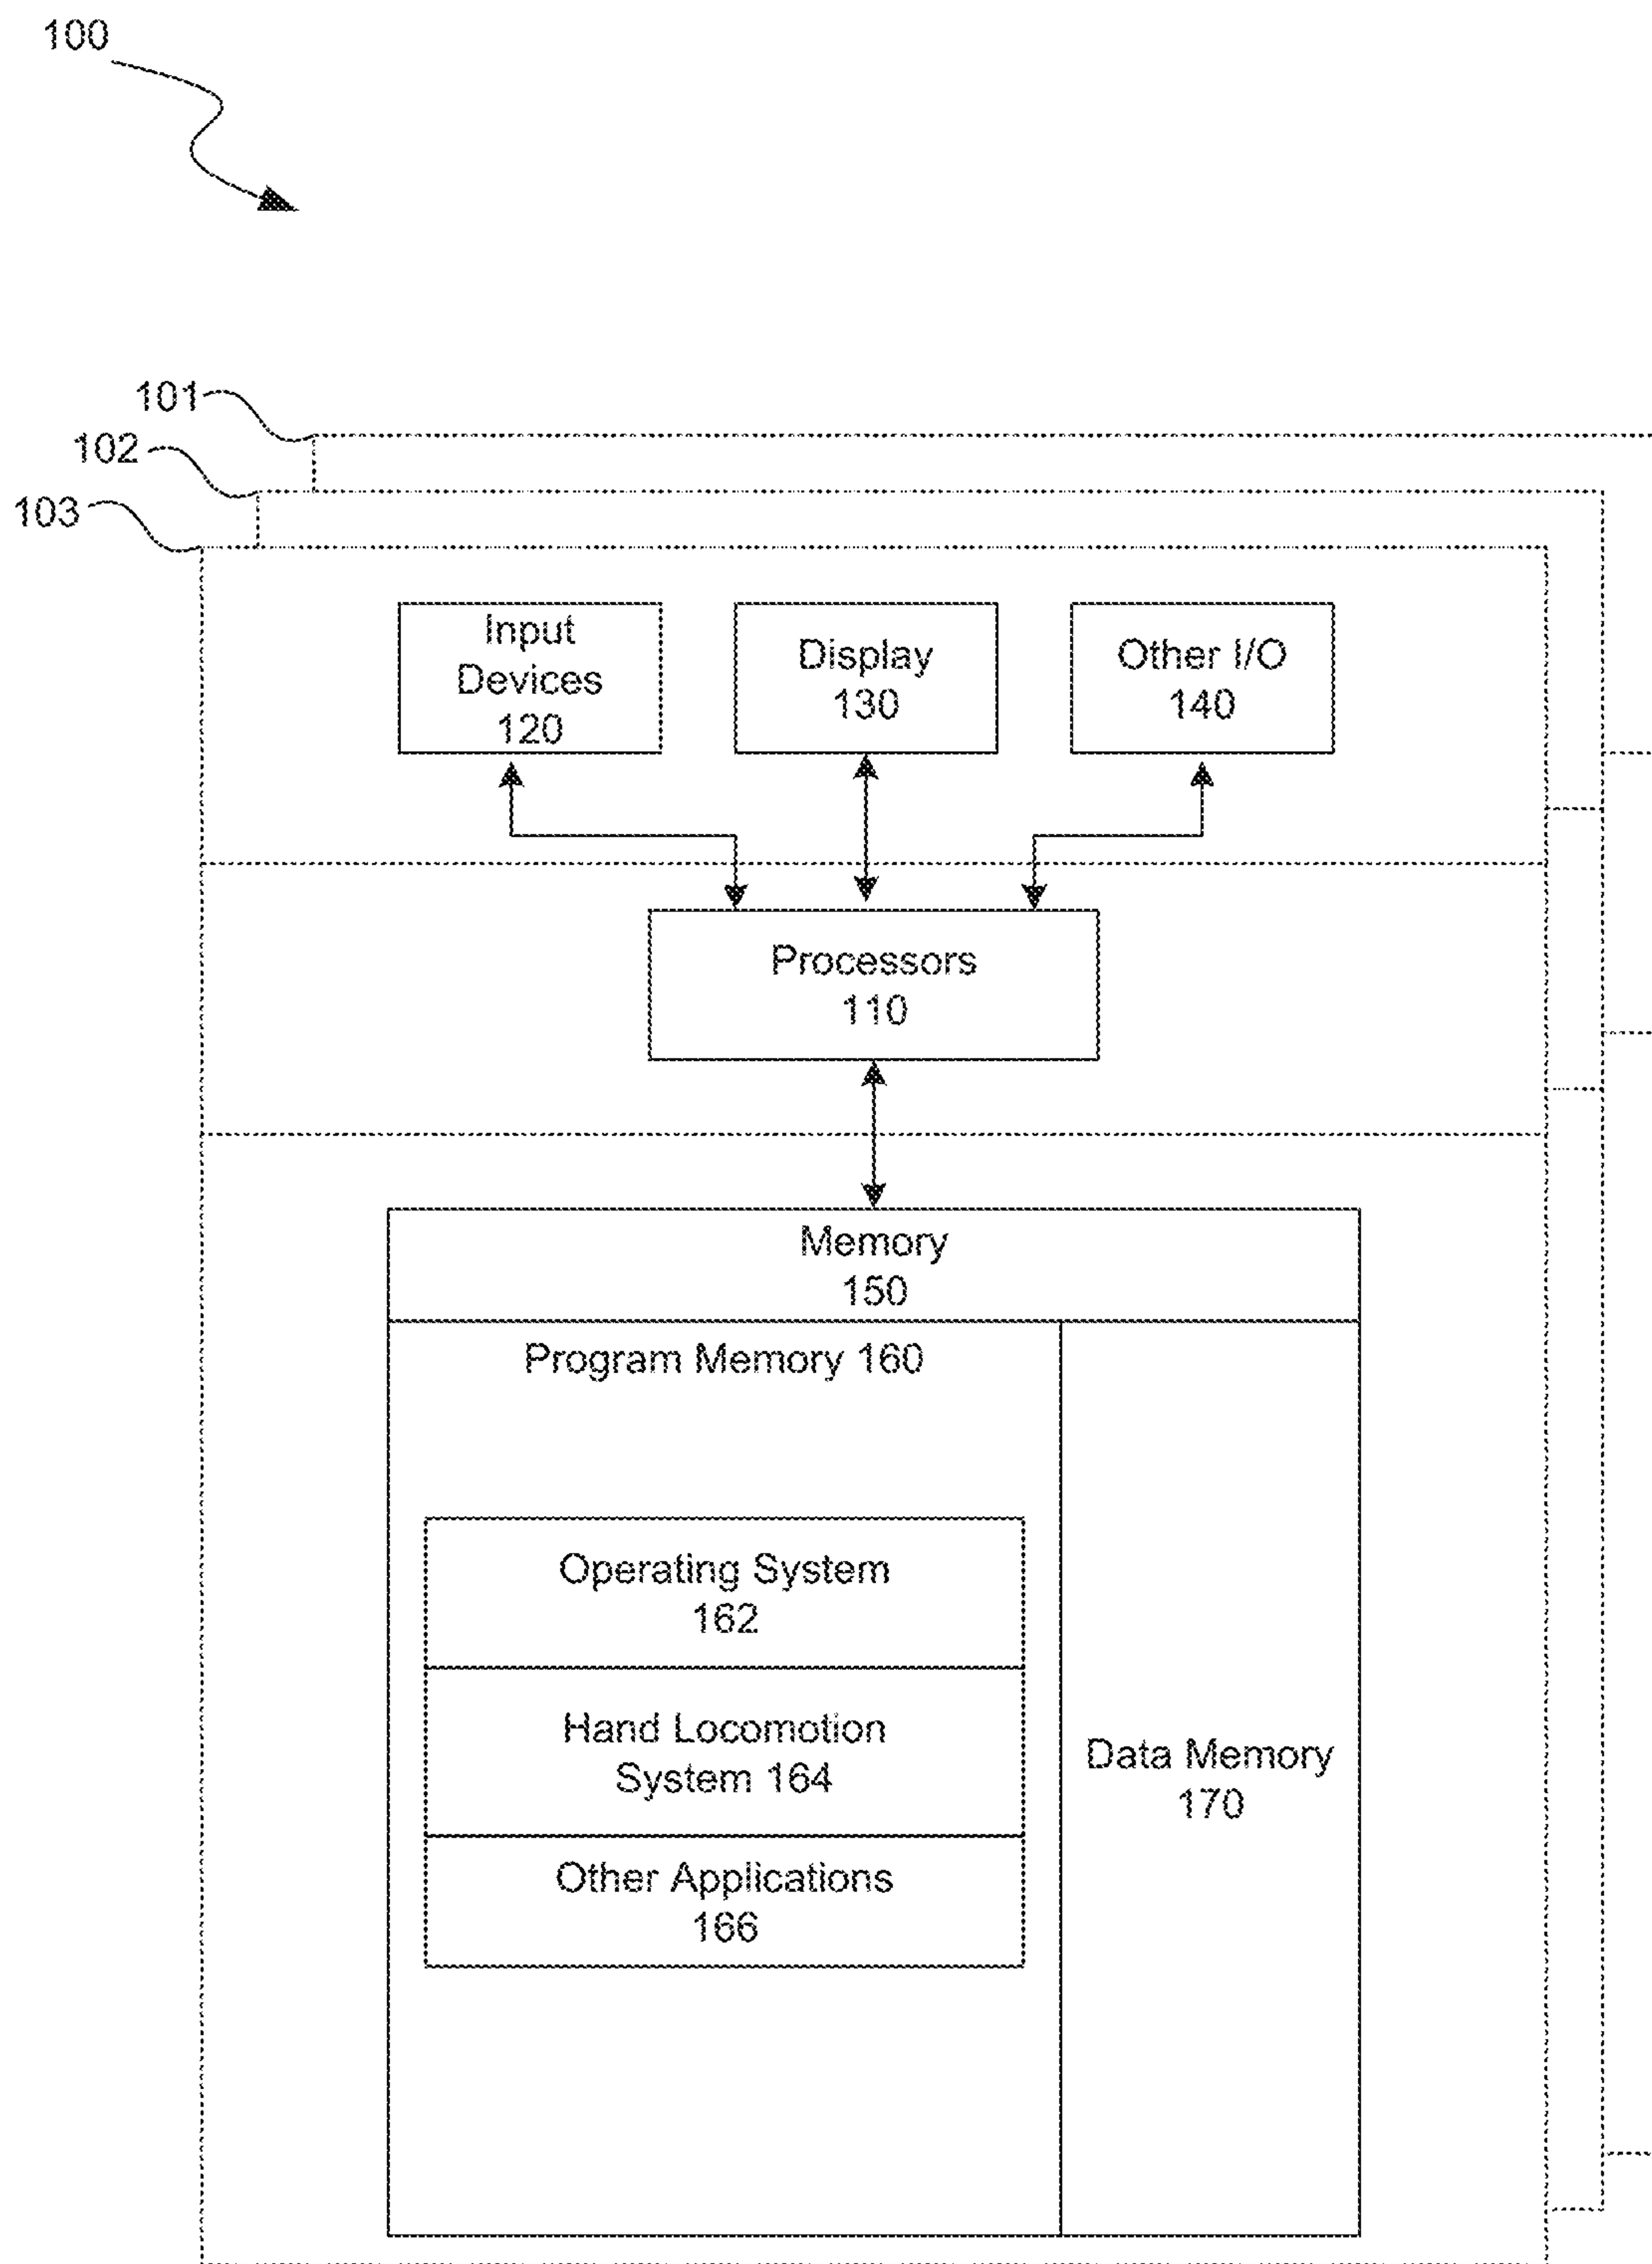 100
101
102
103
Input
Devices
120
Display
130
Other I/O
140
Processors
110
Memory
150
Program Memory 160
Operating System
162
Hand Locomotion
System 164
Other Applications
166
Data Memory
170